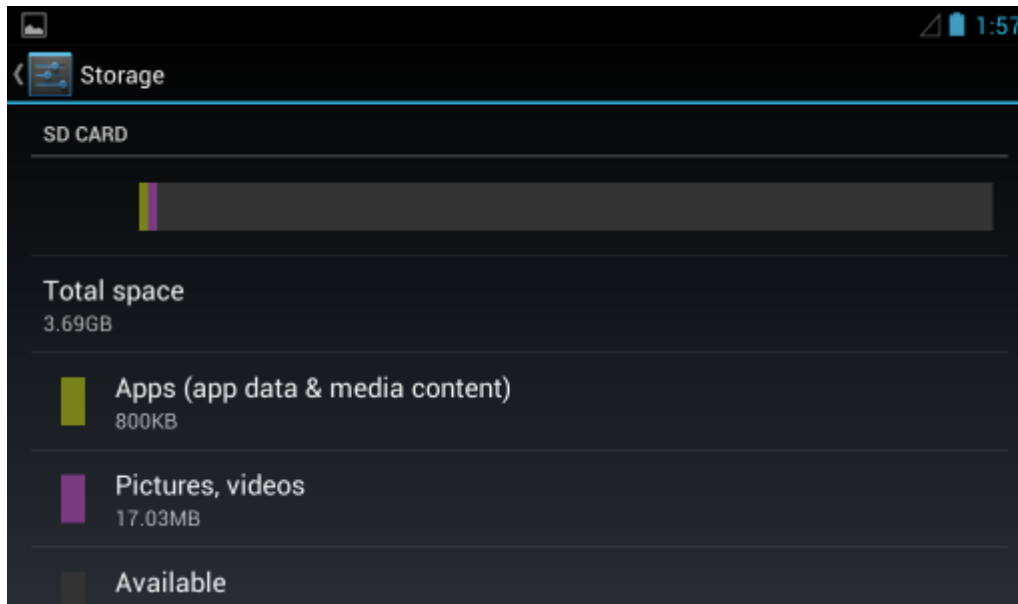 1:57
Storage
SD CARD
Total space
3.69GB
Apps (app data & media content)
800KB
Pictures, videos
17.03MB
Available